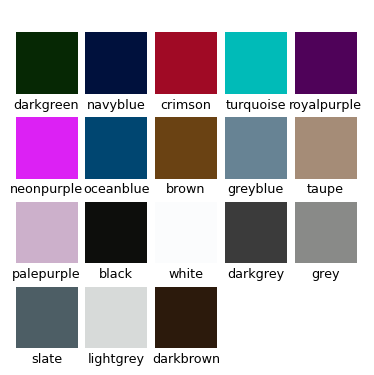 darkgreen navyblue crimson turquoise royalpurple
neonpurple oceanblue brown greyblue taupe
palepurple black white darkgrey grey
slate lightgrey darkbrown